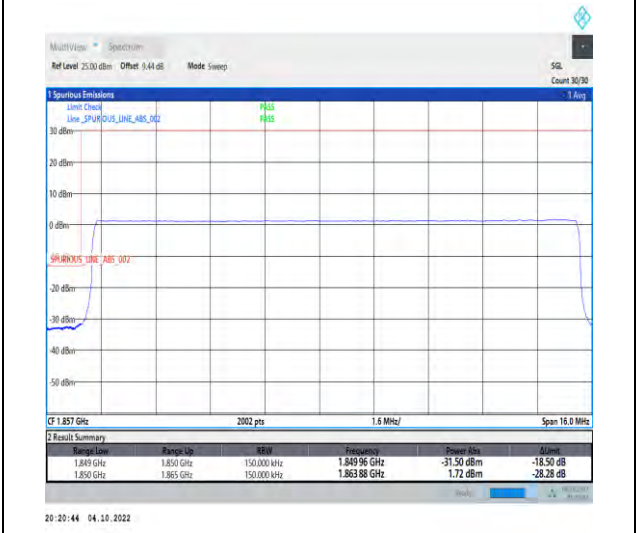 MultiView Spectrum
Ref Level 25.00 dBm Offset 9.44 dB Mode Sweep SGL
Count 30/30
1 Spurious Emissions 1 Avg
Limit Check PASS
Line _SPURIOUS_LINE_ABS_002 PASS
30 dBm
20 dBm
10 dBm
0 dBm
SPURIOUS_LINE_ABS_002
-20 dBm
-30 dBm
-40 dBm
-50 dBm
CF 1.857 GHz 2002 pts 1.6 MHz/ Span 16.0 MHz
2 Result Summary
Range Low Range Up RBW Frequency Power Abs ΔLimit
1.849 GHz 1.850 GHz 150.000 kHz 1.849 96 GHz -31.50 dBm -18.50 dB
1.850 GHz 1.865 GHz 150.000 kHz 1.863 88 GHz 1.72 dBm -28.28 dB
20:20:44 04.10.2022